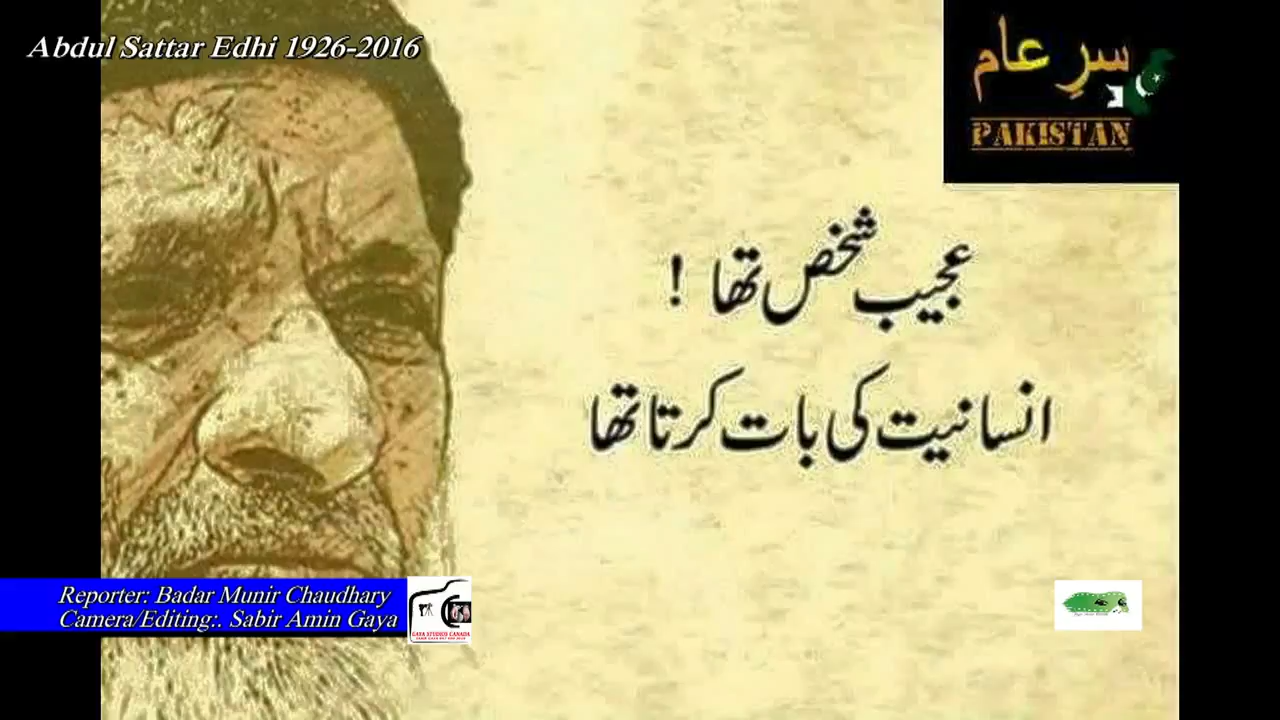 Abdul Sattar Edhi 1926-2016
سرِ عام
PAKISTAN
عجیب شخص تھا !
انسانیت کی بات کرتا تھا
Reporter: Badar Munir Chaudhary
Camera/Editing:. Sabir Amin Gaya
GAYA STUDIOS CANADA